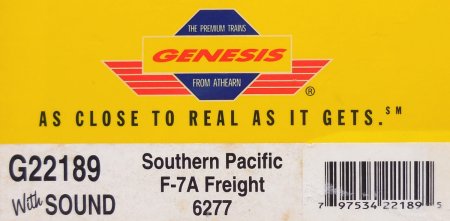 THE PREMIUM TRAINS
GENESIS
FROM ATHEARN
®
AS CLOSE TO REAL AS IT GETS.℠
G22189
With SOUND
Southern Pacific
F-7A Freight
6277
7 97534 22189 5